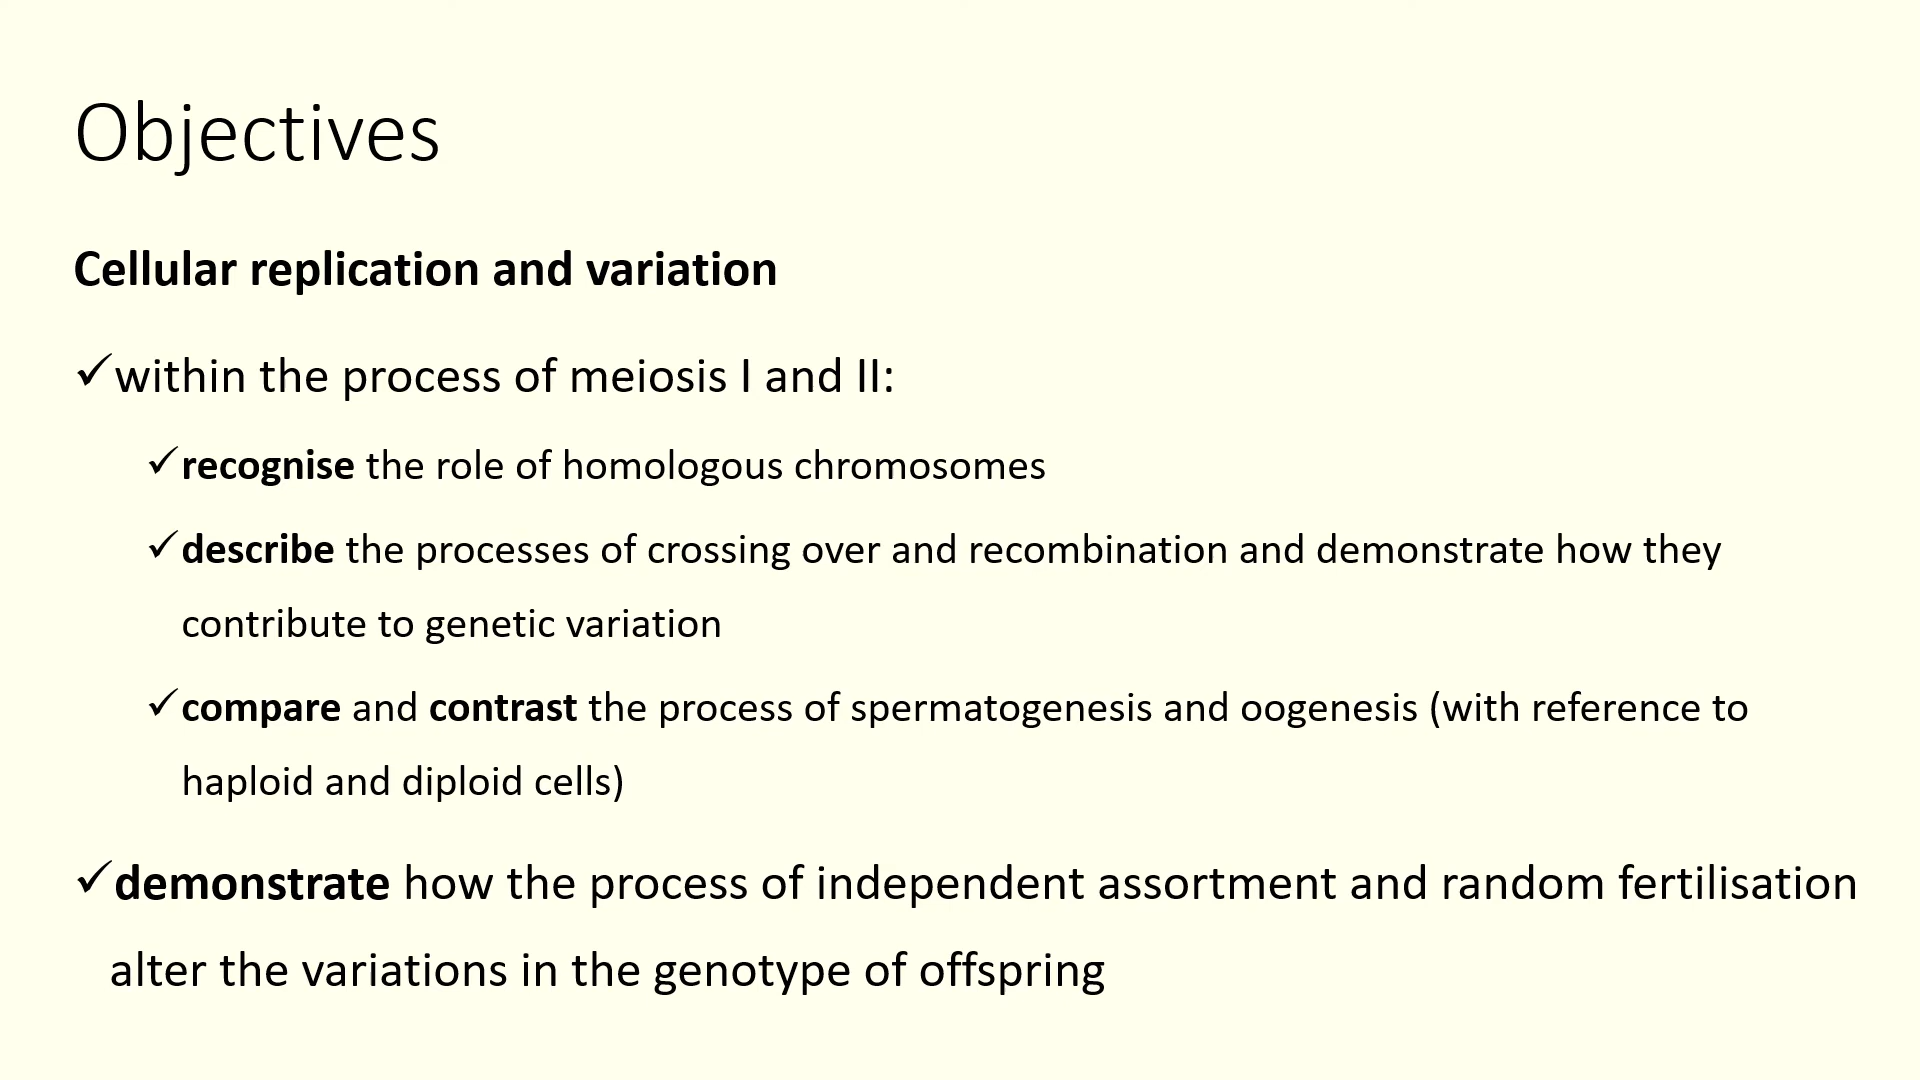 Objectives
Cellular replication and variation
✓within the process of meiosis I and II:
✓recognise the role of homologous chromosomes
✓describe the processes of crossing over and recombination and demonstrate how they
contribute to genetic variation
✓compare and contrast the process of spermatogenesis and oogenesis (with reference to
haploid and diploid cells)
✓demonstrate how the process of independent assortment and random fertilisation
alter the variations in the genotype of offspring